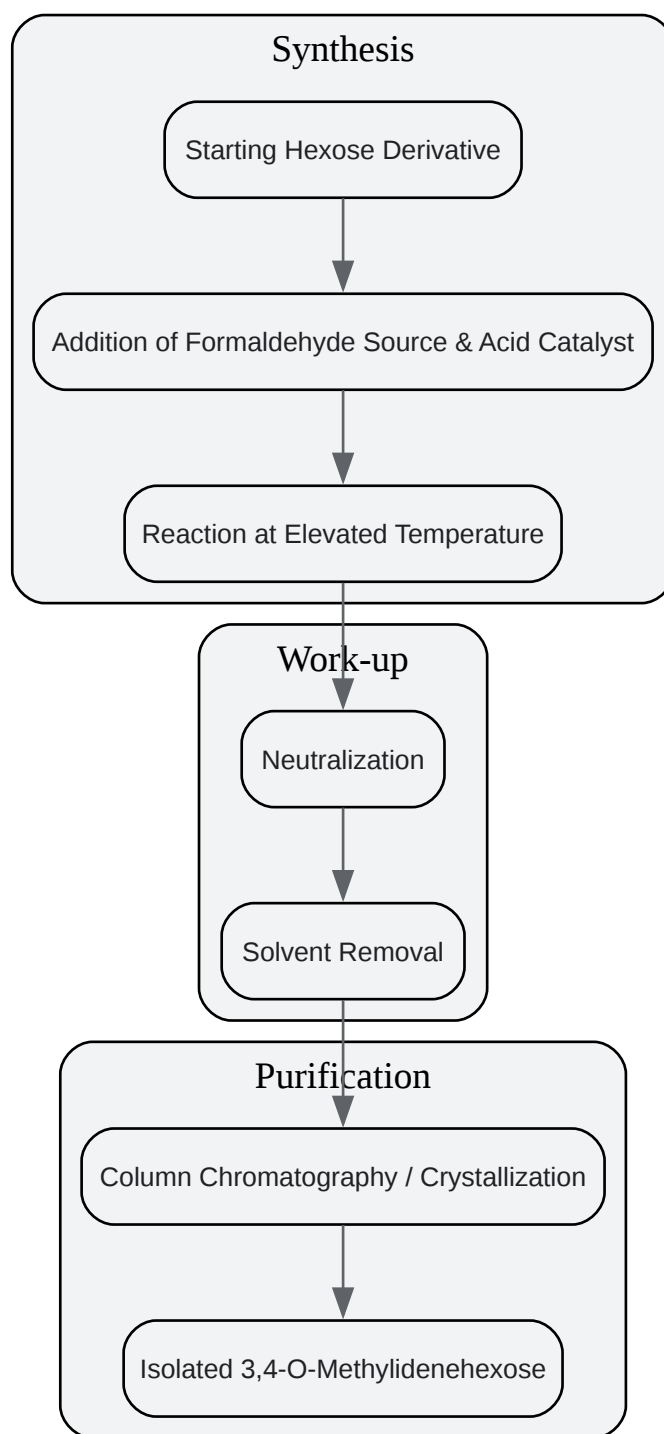 Synthesis
Starting Hexose Derivative
Addition of Formaldehyde Source & Acid Catalyst
Reaction at Elevated Temperature
Work-up
Neutralization
Solvent Removal
Purification
Column Chromatography / Crystallization
Isolated 3,4-O-Methylidenehexose